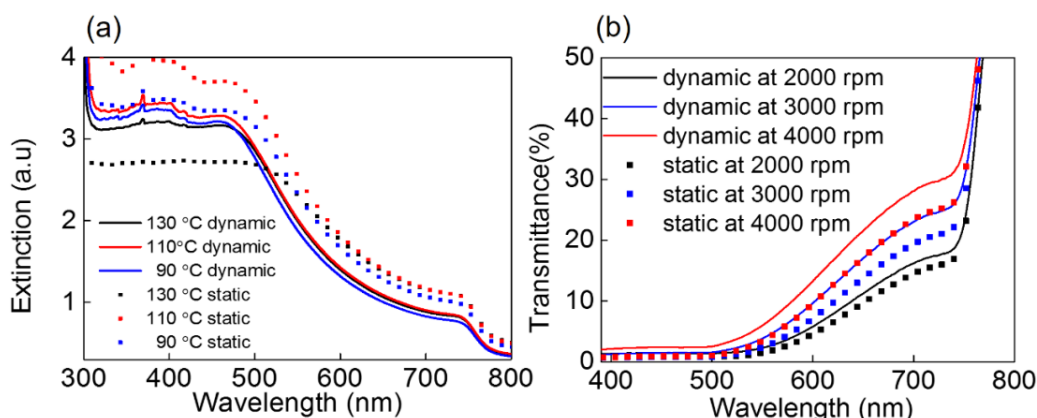 (a)
4
3
2
1
Extinction (a.u)
130 °C dynamic
110°C dynamic
90 °C dynamic
130 °C static
110 °C static
90 °C static
300 400 500 600 700 800
Wavelength (nm)
(b)
50
40
30
20
10
0
Transmittance(%)
dynamic at 2000 rpm
dynamic at 3000 rpm
dynamic at 4000 rpm
static at 2000 rpm
static at 3000 rpm
static at 4000 rpm
400 500 600 700 800
Wavelength (nm)